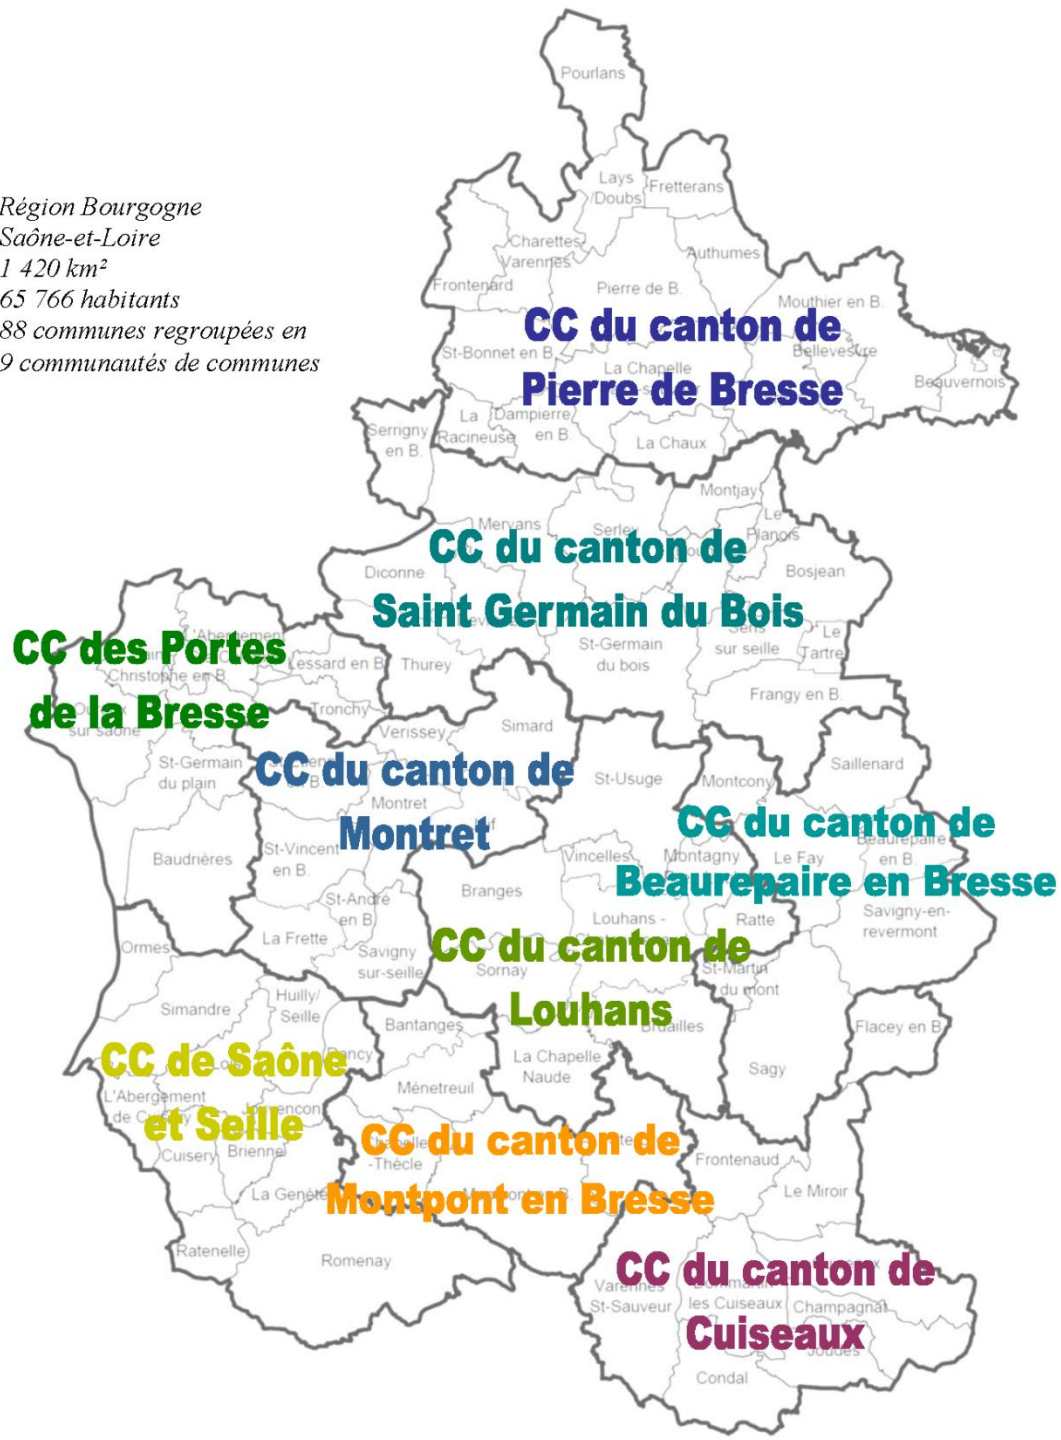 Pourlans
Lays
/Doubs
Fretterans
Région Bourgogne
Saône-et-Loire
1 420 km²
65 766 habitants
88 communes regroupées en
9 communautés de communes
Charettes
Varennes
Authumes
Frontenard
Pierre de B.
Mouthier en B.
CC du canton de
Pierre de Bresse
St-Bonnet en B.
La Chapelle
Bellevesvre
Beauvernois
Serrigny
en B.
La
Racineuse
Dampierre
en B.
La Chaux
Montjay
Mervans
Serley
Le
Planois
CC du canton de
Saint Germain du Bois
Diconne
Bosjean
Thurey
St-Germain
du bois
Sens
sur seille
Le
Tartre
Frangy en B.
CC des Portes
de la Bresse
L'Abergement
Christophe en B.
Lessard en B.
Tronchy
sur saône
St-Germain
du plain
Verissey
Simard
CC du canton de
Montret
Montret
St-Usuge
Montcony
Saillenard
Baudrières
St-Vincent
en B.
CC du canton de
Beaurepaire en Bresse
Vincelles
Montagny
Le Fay
Beaurepaire
en B.
Branges
St-André
en B.
Louhans -
Ratte
Savigny-en-
revermont
Ormes
La Frette
Savigny
sur-seille
CC du canton de
Louhans
Sornay
St-Martin
du mont
Simandre
Huilly/
Seille
Bantanges
Bruailles
Flacey en B.
CC de Saône
et Seille
La Chapelle
Naude
Sagy
Ménetreuil
L'Abergement
de
Cuisery
Brienne
La Genête
CC du canton de
Montpont en Bresse
Chapelle
-Thècle
Frontenaud
Le Miroir
Ratenelle
Romenay
CC du canton de
Cuiseaux
Varennes
St-Sauveur
les Cuiseaux
Champagnat
Joudes
Condal